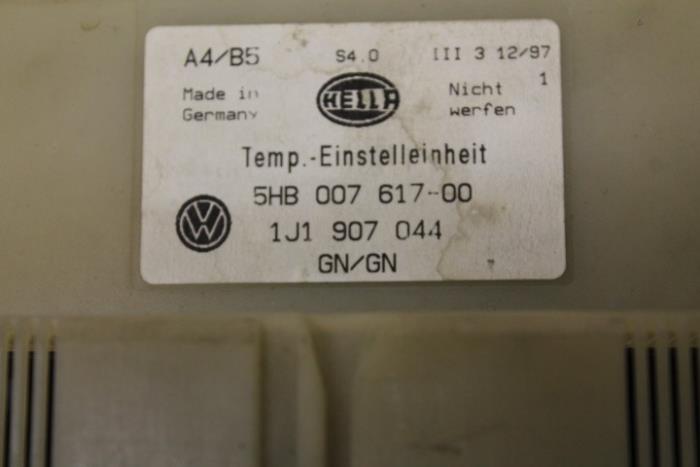 A4/B5 S4.0 III 3 12/97
1
Made in
Germany
HELLA
Nicht
werfen
Temp.-Einstelleinheit
5HB 007 617-00
VW
1J1 907 044
GN/GN